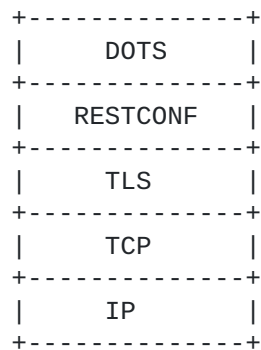 +--------------+
|     DOTS     |
+--------------+
|   RESTCONF   |
+--------------+
|     TLS      |
+--------------+
|     TCP      |
+--------------+
|     IP       |
+--------------+